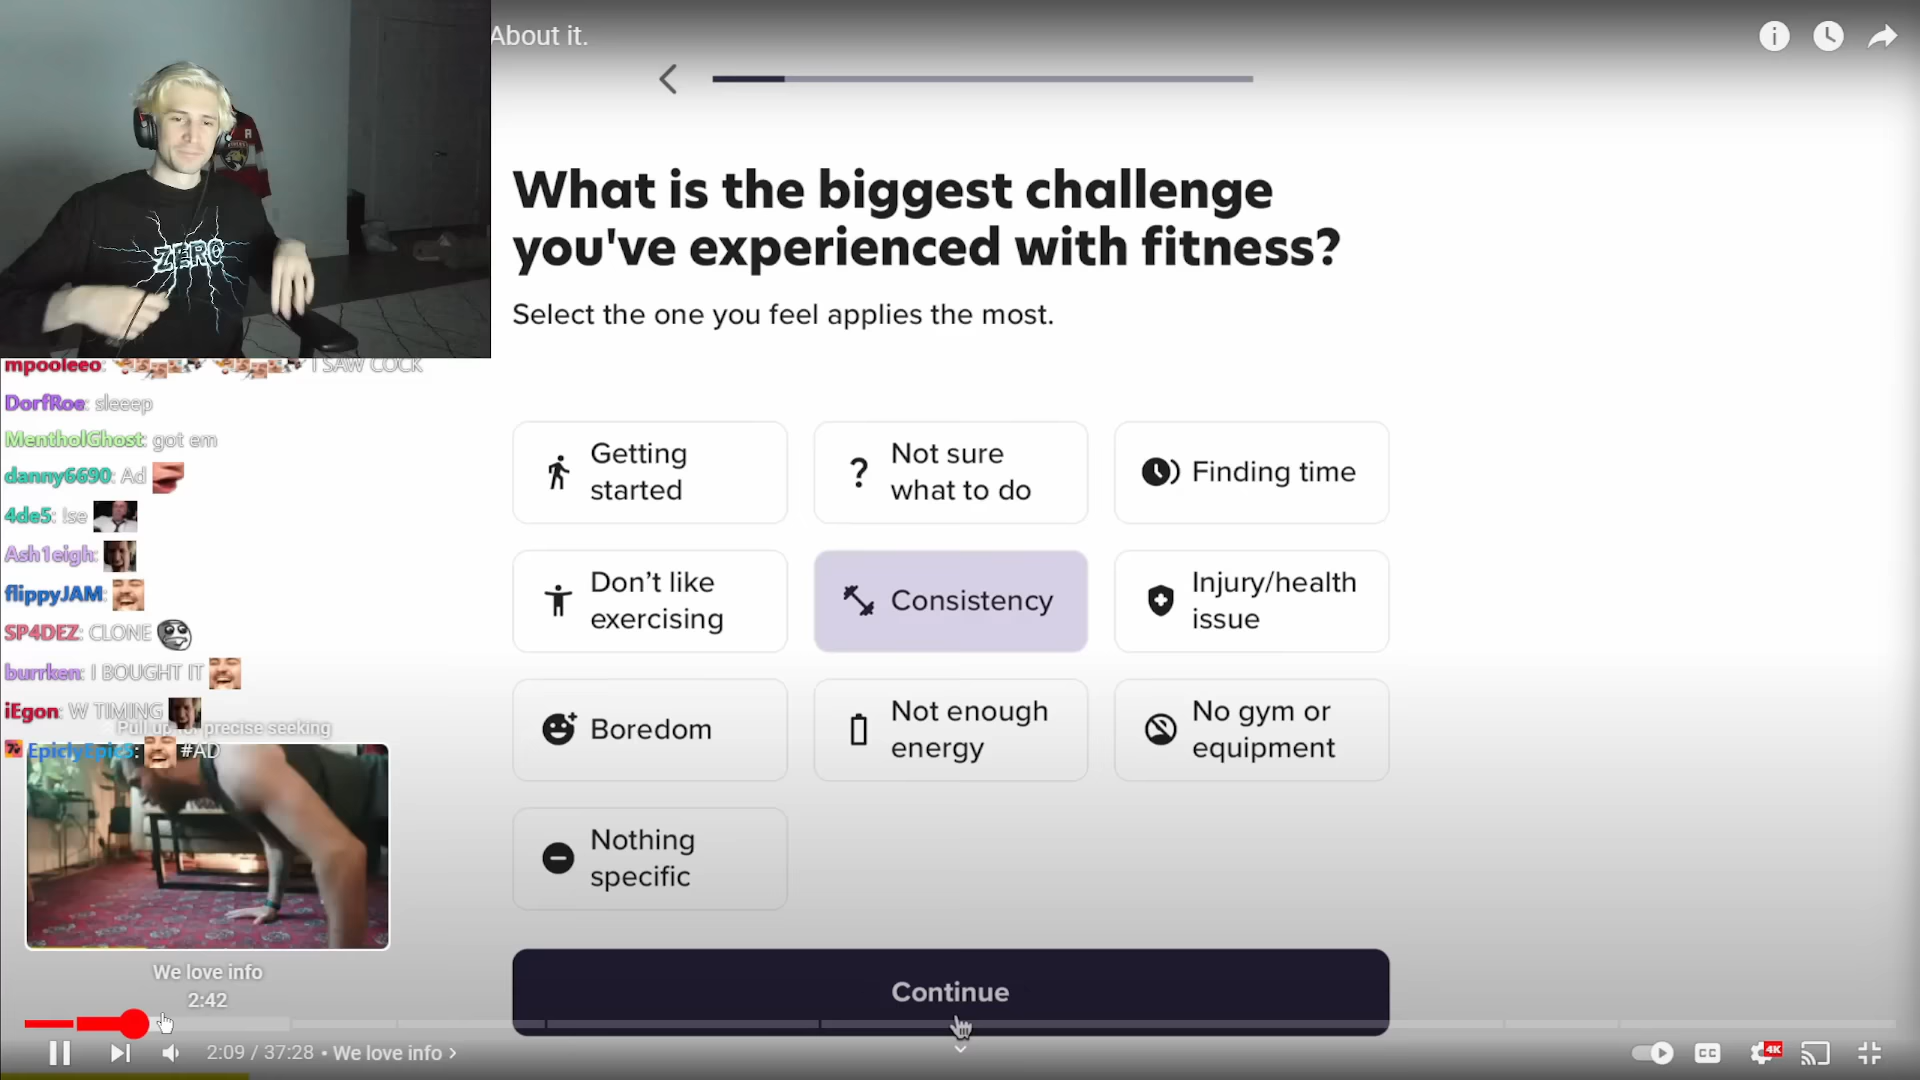 About it.
R
ZERO
What is the biggest challenge
you've experienced with fitness?
Select the one you feel applies the most.
mpooleeo: I SAW COCK
DorfRoe: sleeep
MentholGhost: got em
danny6690: Ad
4de5: !se
Ash1eigh:
flippyJAM:
SP4DEZ: CLONE
burrken: I BOUGHT IT
iEgon: W TIMING
Pull up for precise seeking
EpiclyEpic5: #AD
Getting
started
?
Not sure
what to do
Finding time
Don’t like
exercising
Consistency
Injury/health
issue
Boredom
Not enough
energy
No gym or
equipment
Nothing
specific
Continue
We love info
2:42
2:09 / 37:28 • We love info >
CC
4K